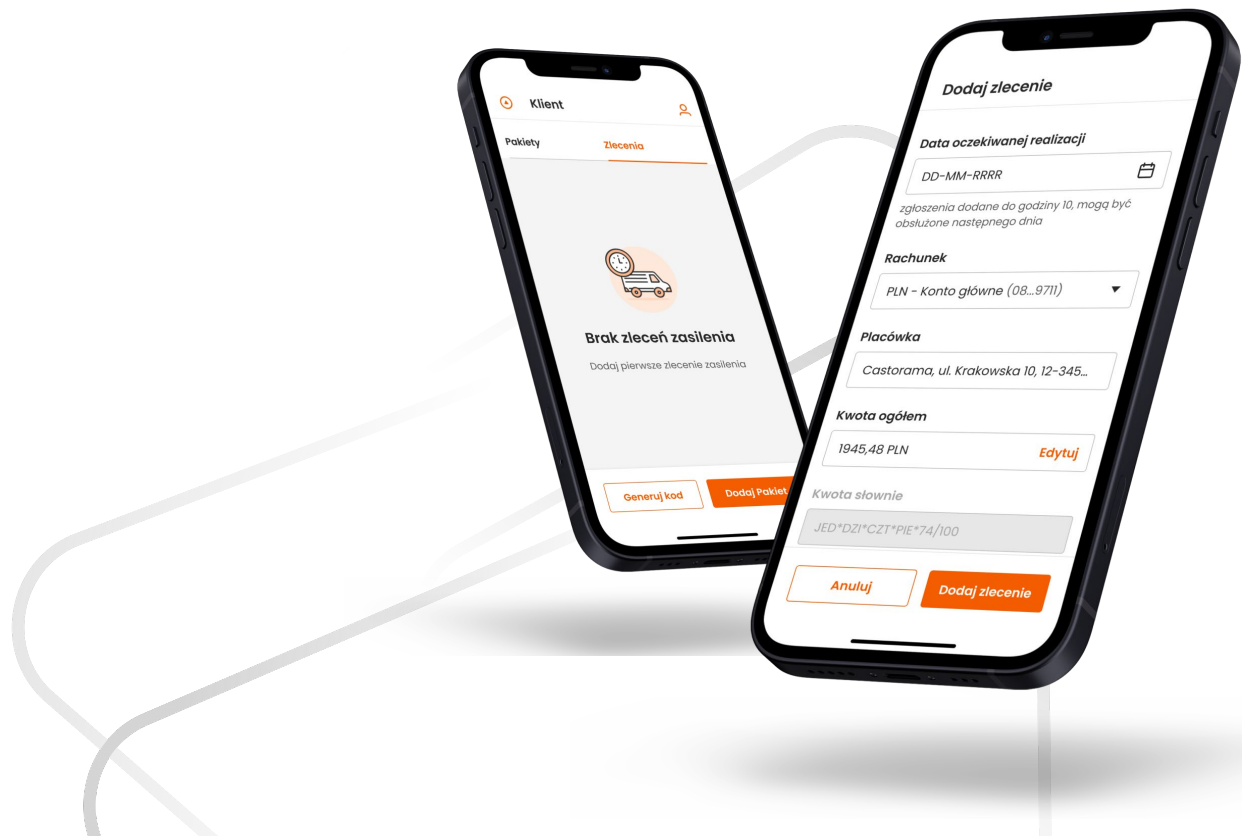 Klient
Pakiety
Zlecenia
Brak zleceń zasilenia
Dodaj pierwsze zlecenie zasilenia
Generuj kod
Dodaj Pakiet
Dodaj zlecenie
Data oczekiwanej realizacji
DD-MM-RRRR
zgłoszenia dodane do godziny 10, mogą być
obsłużone następnego dnia
Rachunek
PLN - Konto główne (08...9711)
Placówka
Castorama, ul. Krakowska 10, 12-345...
Kwota ogółem
1945,48 PLN
Edytuj
Kwota słownie
JED*DZI*CZT*PIE*74/100
Anuluj
Dodaj zlecenie